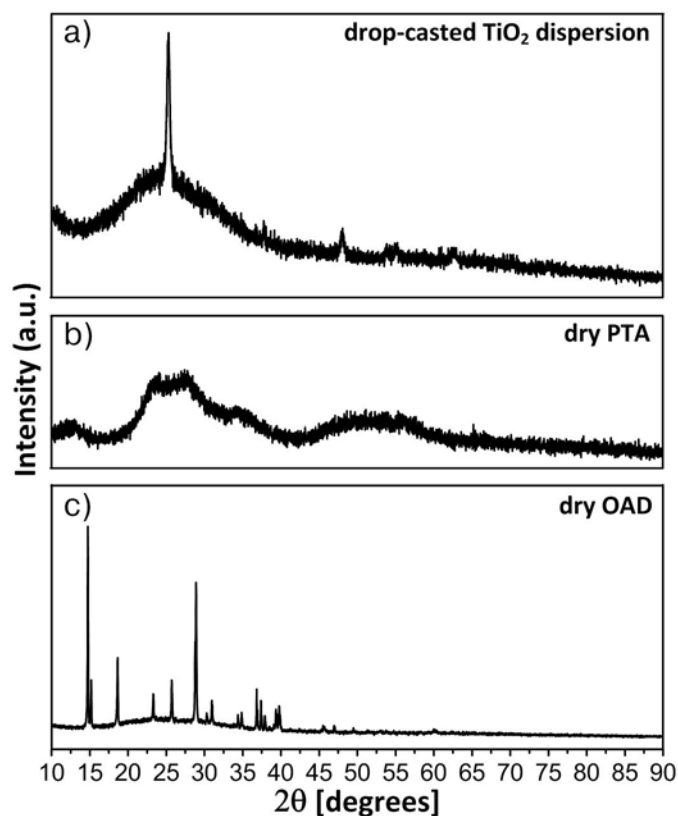 a)
drop-casted TiO₂ dispersion
b)
dry PTA
c)
dry OAD
Intensity (a.u.)
10 15 20 25 30 35 40 45 50 55 60 65 70 75 80 85 90
2θ [degrees]